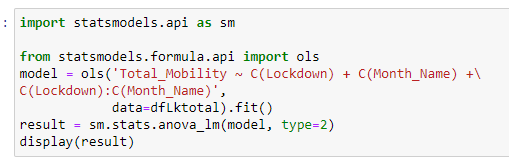 : import statsmodels.api as sm
from statsmodels.formula.api import ols
model = ols('Total_Mobility ~ C(Lockdown) + C(Month_Name) +\
C(Lockdown):C(Month_Name)',
data=dfLktotal).fit()
result = sm.stats.anova_lm(model, type=2)
display(result)